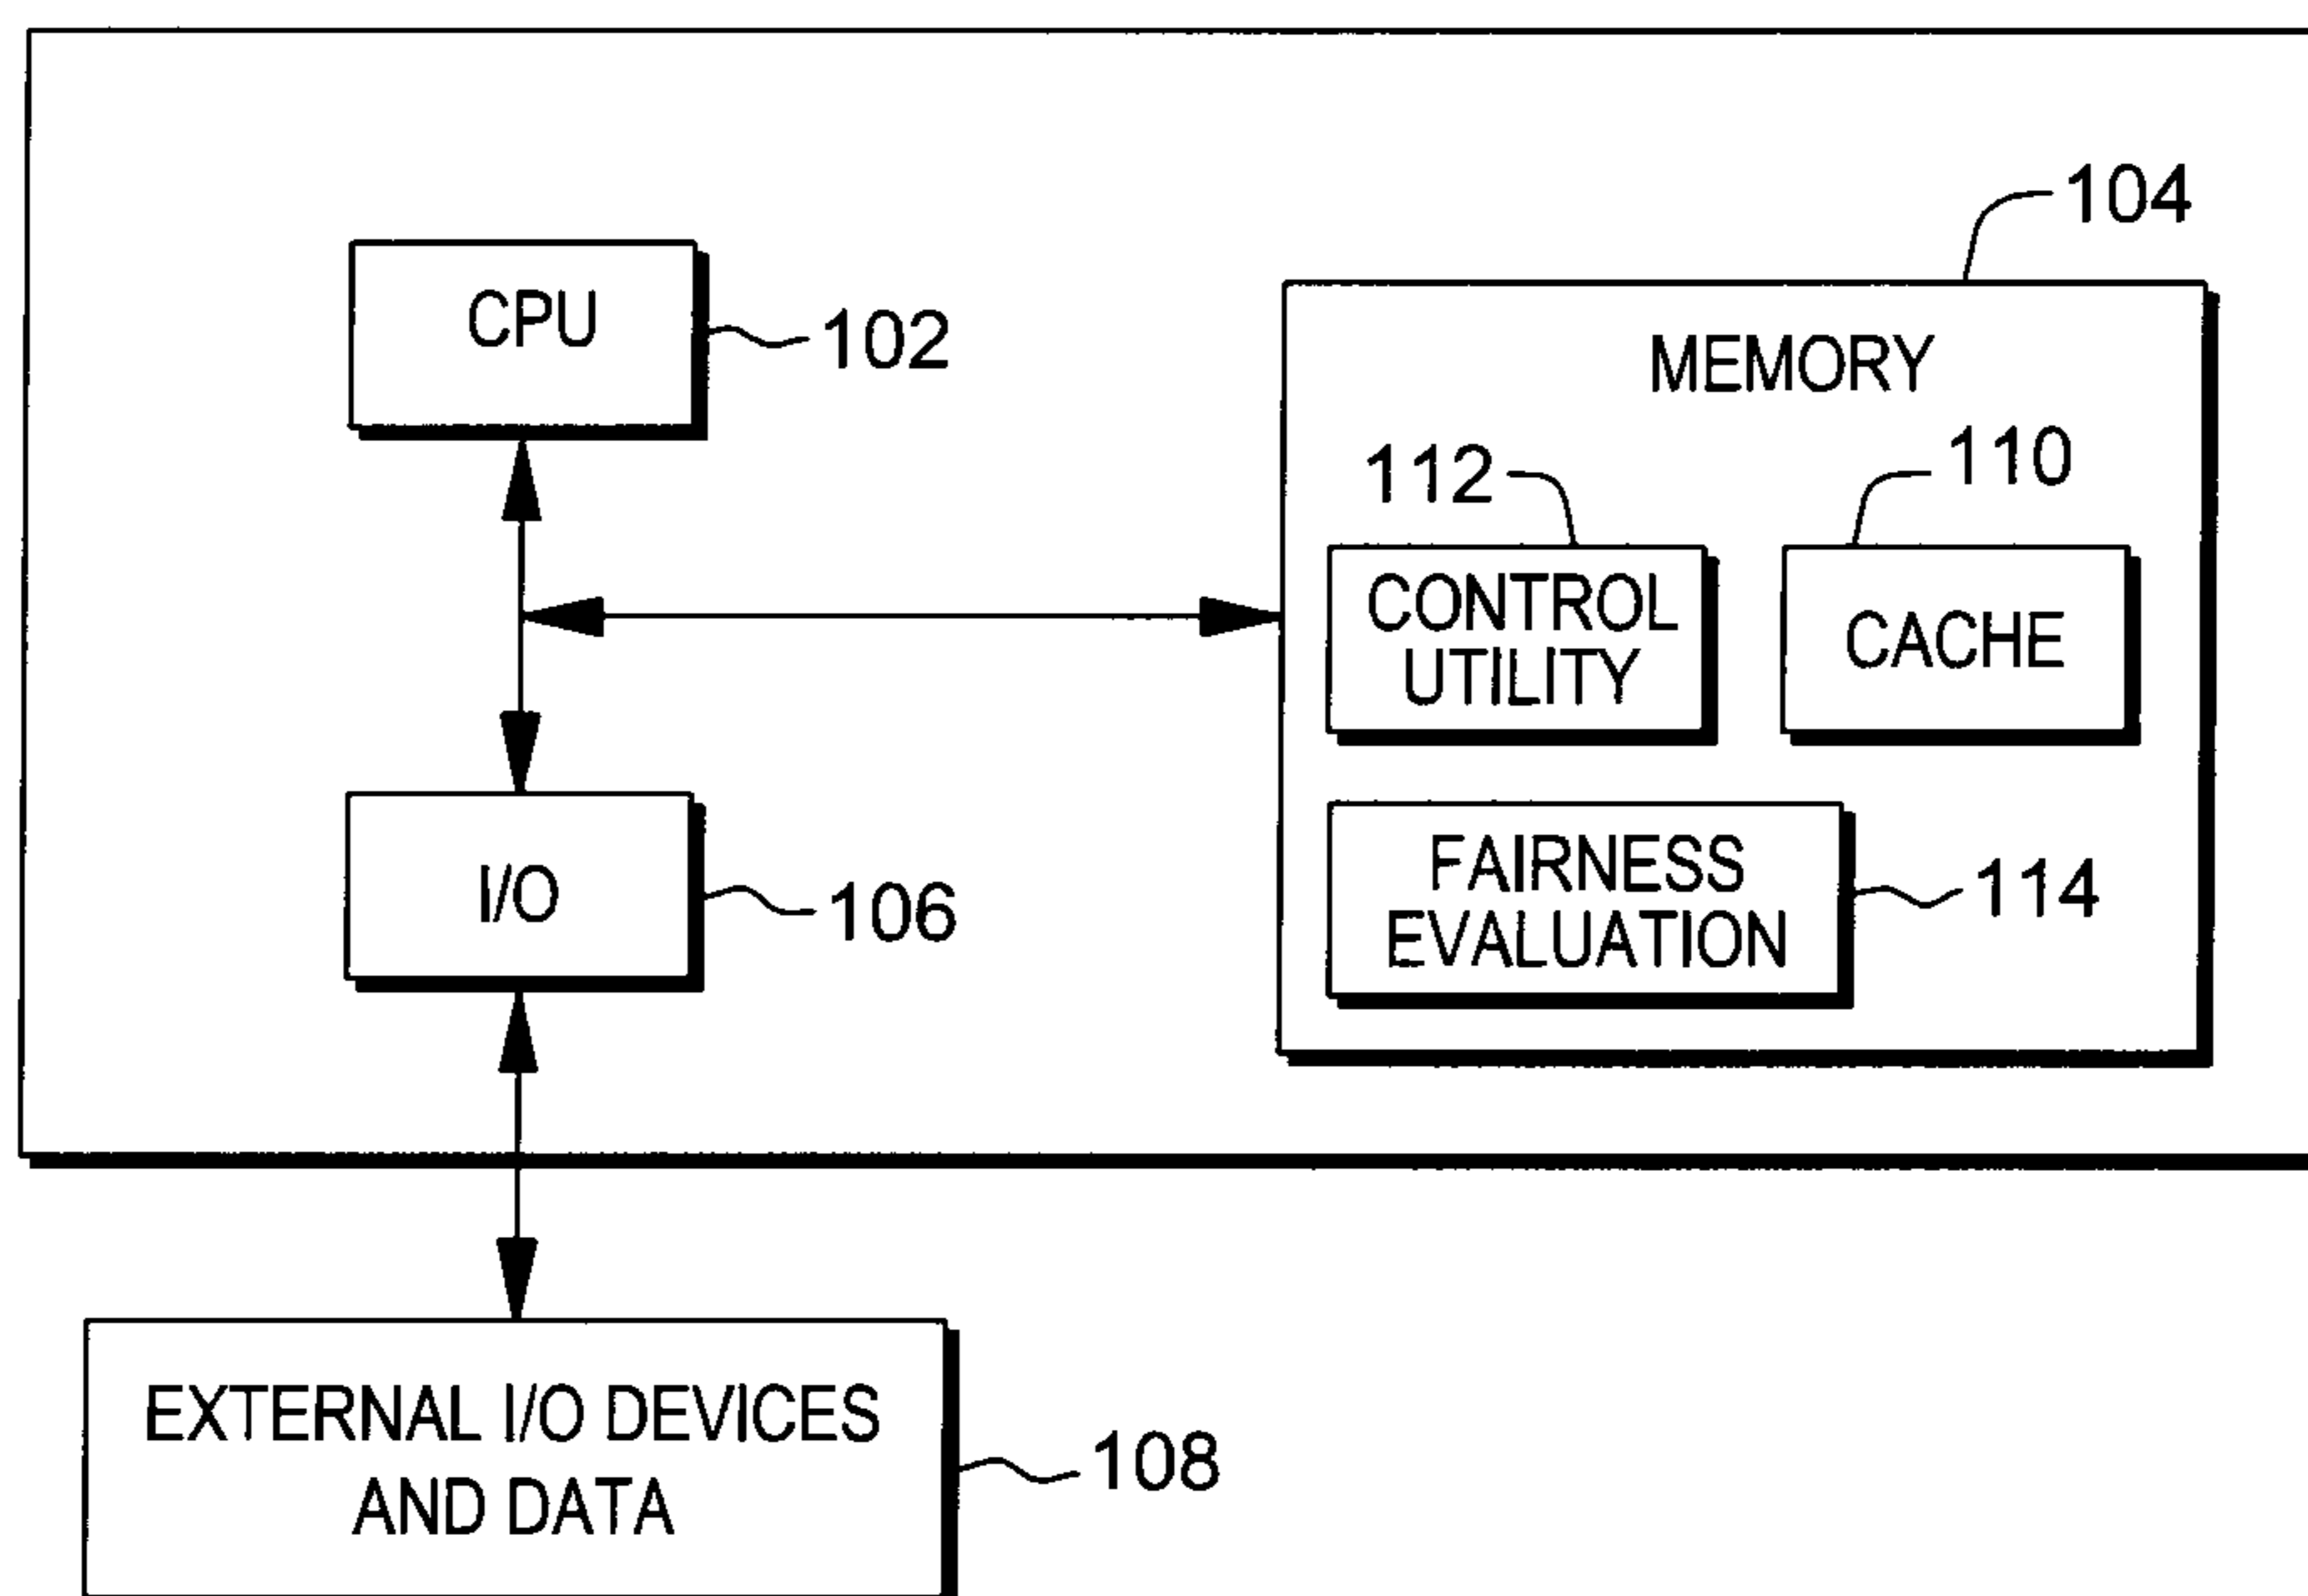 104
CPU
102
MEMORY
112
110
CONTROL
UTILITY
CACHE
I/O
106
FAIRNESS
EVALUATION
114
EXTERNAL I/O DEVICES
AND DATA
108